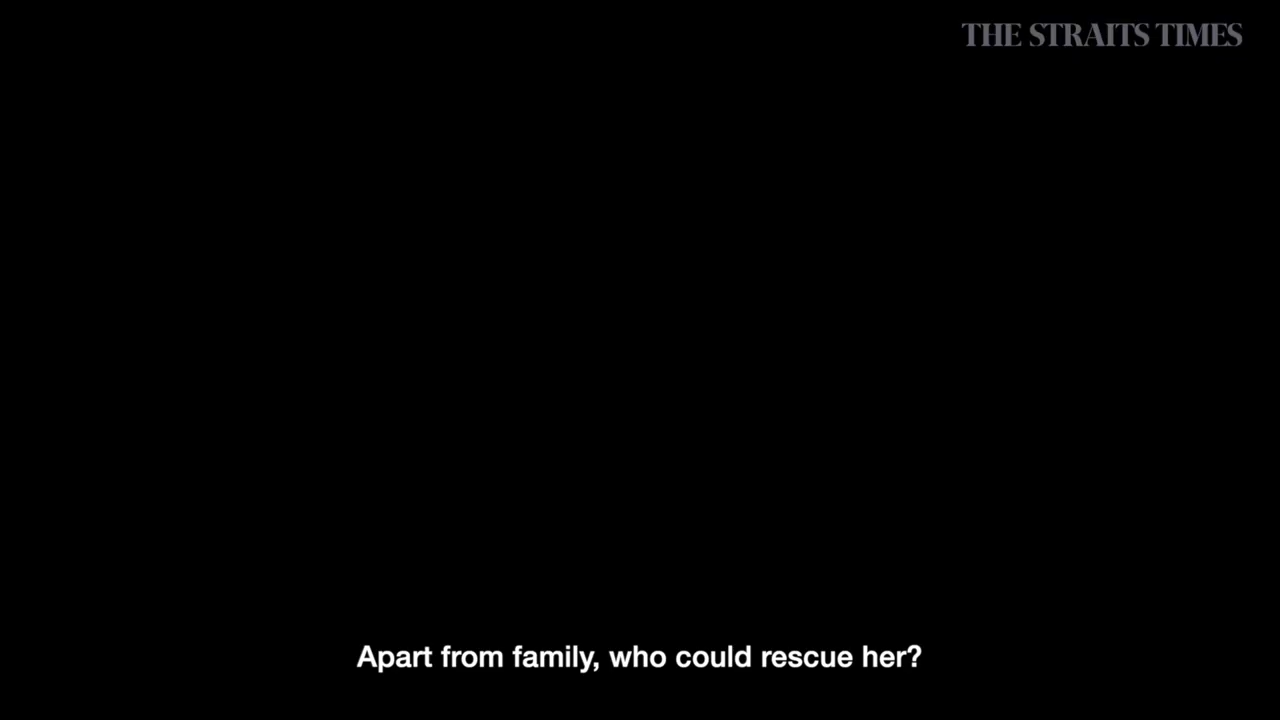 THE STRAITS TIMES
Apart from family, who could rescue her?